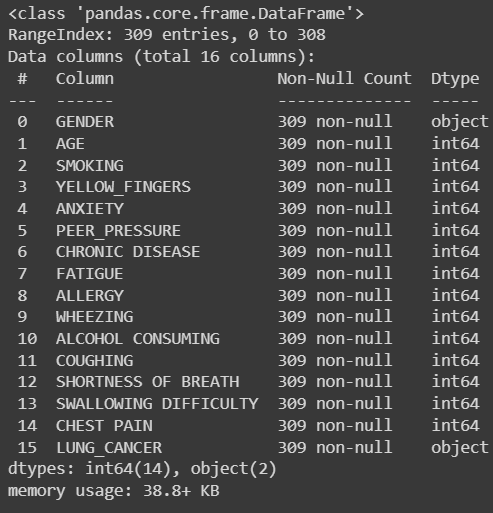 <class 'pandas.core.frame.DataFrame'>
RangeIndex: 309 entries, 0 to 308
Data columns (total 16 columns):
 #   Column                 Non-Null Count  Dtype
---  ------                 --------------  -----
 0   GENDER                 309 non-null    object
 1   AGE                    309 non-null    int64
 2   SMOKING                309 non-null    int64
 3   YELLOW_FINGERS         309 non-null    int64
 4   ANXIETY                309 non-null    int64
 5   PEER_PRESSURE          309 non-null    int64
 6   CHRONIC DISEASE        309 non-null    int64
 7   FATIGUE                309 non-null    int64
 8   ALLERGY                309 non-null    int64
 9   WHEEZING               309 non-null    int64
 10  ALCOHOL CONSUMING      309 non-null    int64
 11  COUGHING               309 non-null    int64
 12  SHORTNESS OF BREATH    309 non-null    int64
 13  SWALLOWING DIFFICULTY  309 non-null    int64
 14  CHEST PAIN             309 non-null    int64
 15  LUNG_CANCER            309 non-null    object
dtypes: int64(14), object(2)
memory usage: 38.8+ KB